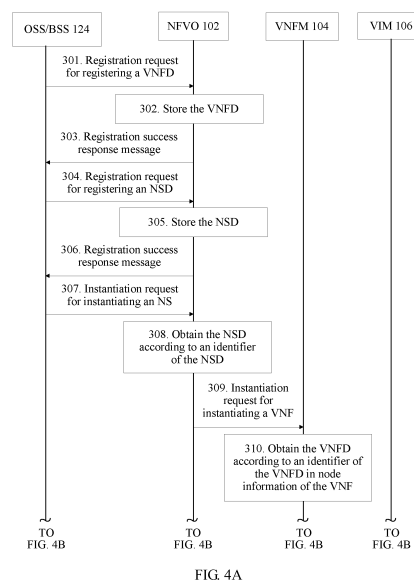 OSS/BSS 124
NFVO 102
VNFM 104
VIM 106
301. Registration request
for registering a VNFD
302. Store the VNFD
303. Registration success
response message
304. Registration request
for registering an NSD
305. Store the NSD
306. Registration success
response message
307. Instantiation request
for instantiating an NS
308. Obtain the NSD
according to an identifier
of the NSD
309. Instantiation
request for
instantiating a VNF
310. Obtain the VNFD
according to an identifier of
the VNFD in node
information of the VNF
TO
FIG. 4B
TO
FIG. 4B
TO
FIG. 4B
TO
FIG. 4B
FIG. 4A